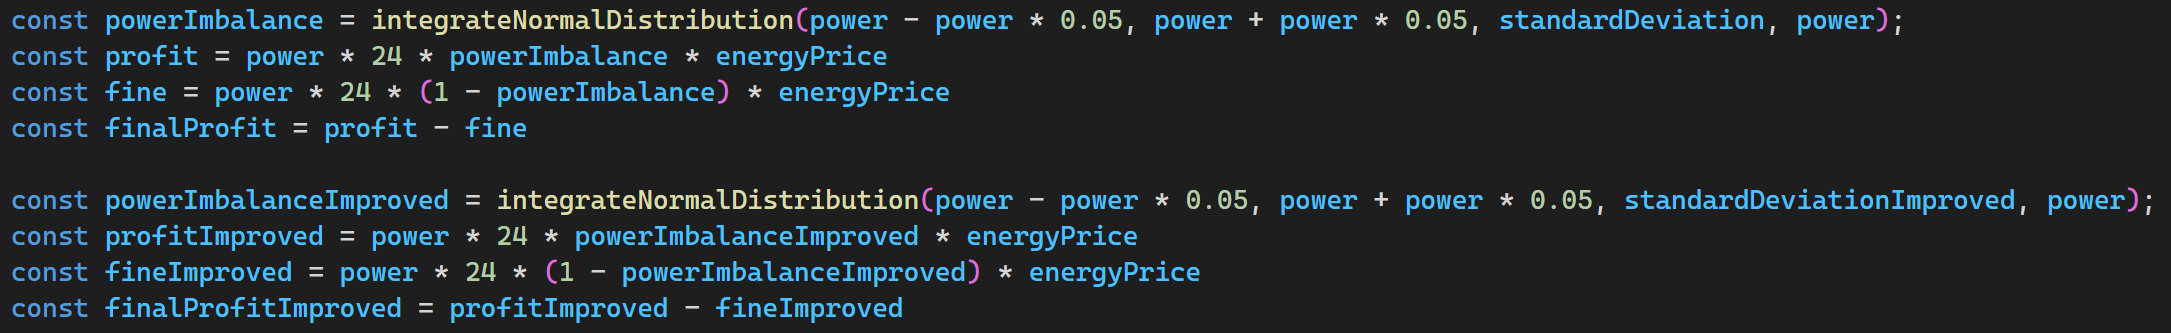 const powerImbalance = integrateNormalDistribution(power - power * 0.05, power + power * 0.05, standardDeviation, power);
const profit = power * 24 * powerImbalance * energyPrice
const fine = power * 24 * (1 - powerImbalance) * energyPrice
const finalProfit = profit - fine
const powerImbalanceImproved = integrateNormalDistribution(power - power * 0.05, power + power * 0.05, standardDeviationImproved, power);
const profitImproved = power * 24 * powerImbalanceImproved * energyPrice
const fineImproved = power * 24 * (1 - powerImbalanceImproved) * energyPrice
const finalProfitImproved = profitImproved - fineImproved